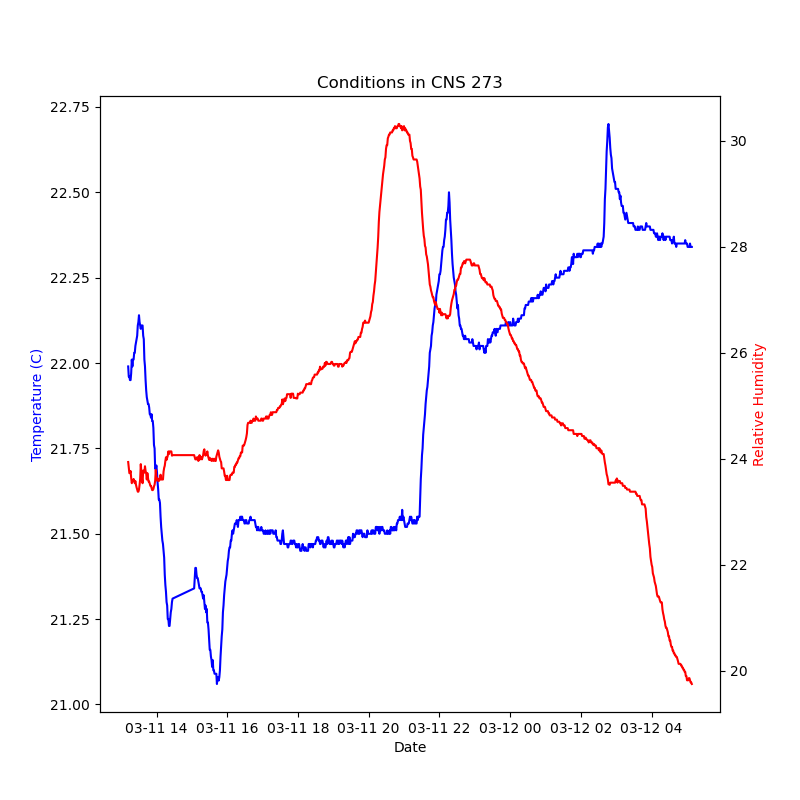 Conditions in CNS 273
22.75
22.50
22.25
22.00
21.75
21.50
21.25
21.00
Temperature (C)
30
28
26
24
22
20
Relative Humidity
03-11 14 03-11 16 03-11 18 03-11 20 03-11 22 03-12 00 03-12 02 03-12 04
Date